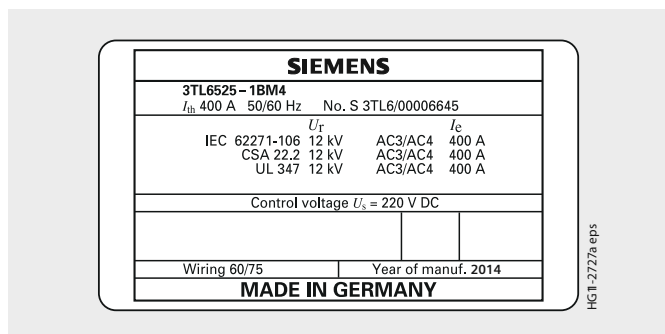 SIEMENS
3TL6525–1BM4
Ith 400 A 50/60 Hz No. S 3TL6/00006645
Ur Ie
IEC 62271-106 12 kV AC3/AC4 400 A
CSA 22.2 12 kV AC3/AC4 400 A
UL 347 12 kV AC3/AC4 400 A
Control voltage Us = 220 V DC
Wiring 60/75 Year of manuf. 2014
MADE IN GERMANY
HG11-2727a eps